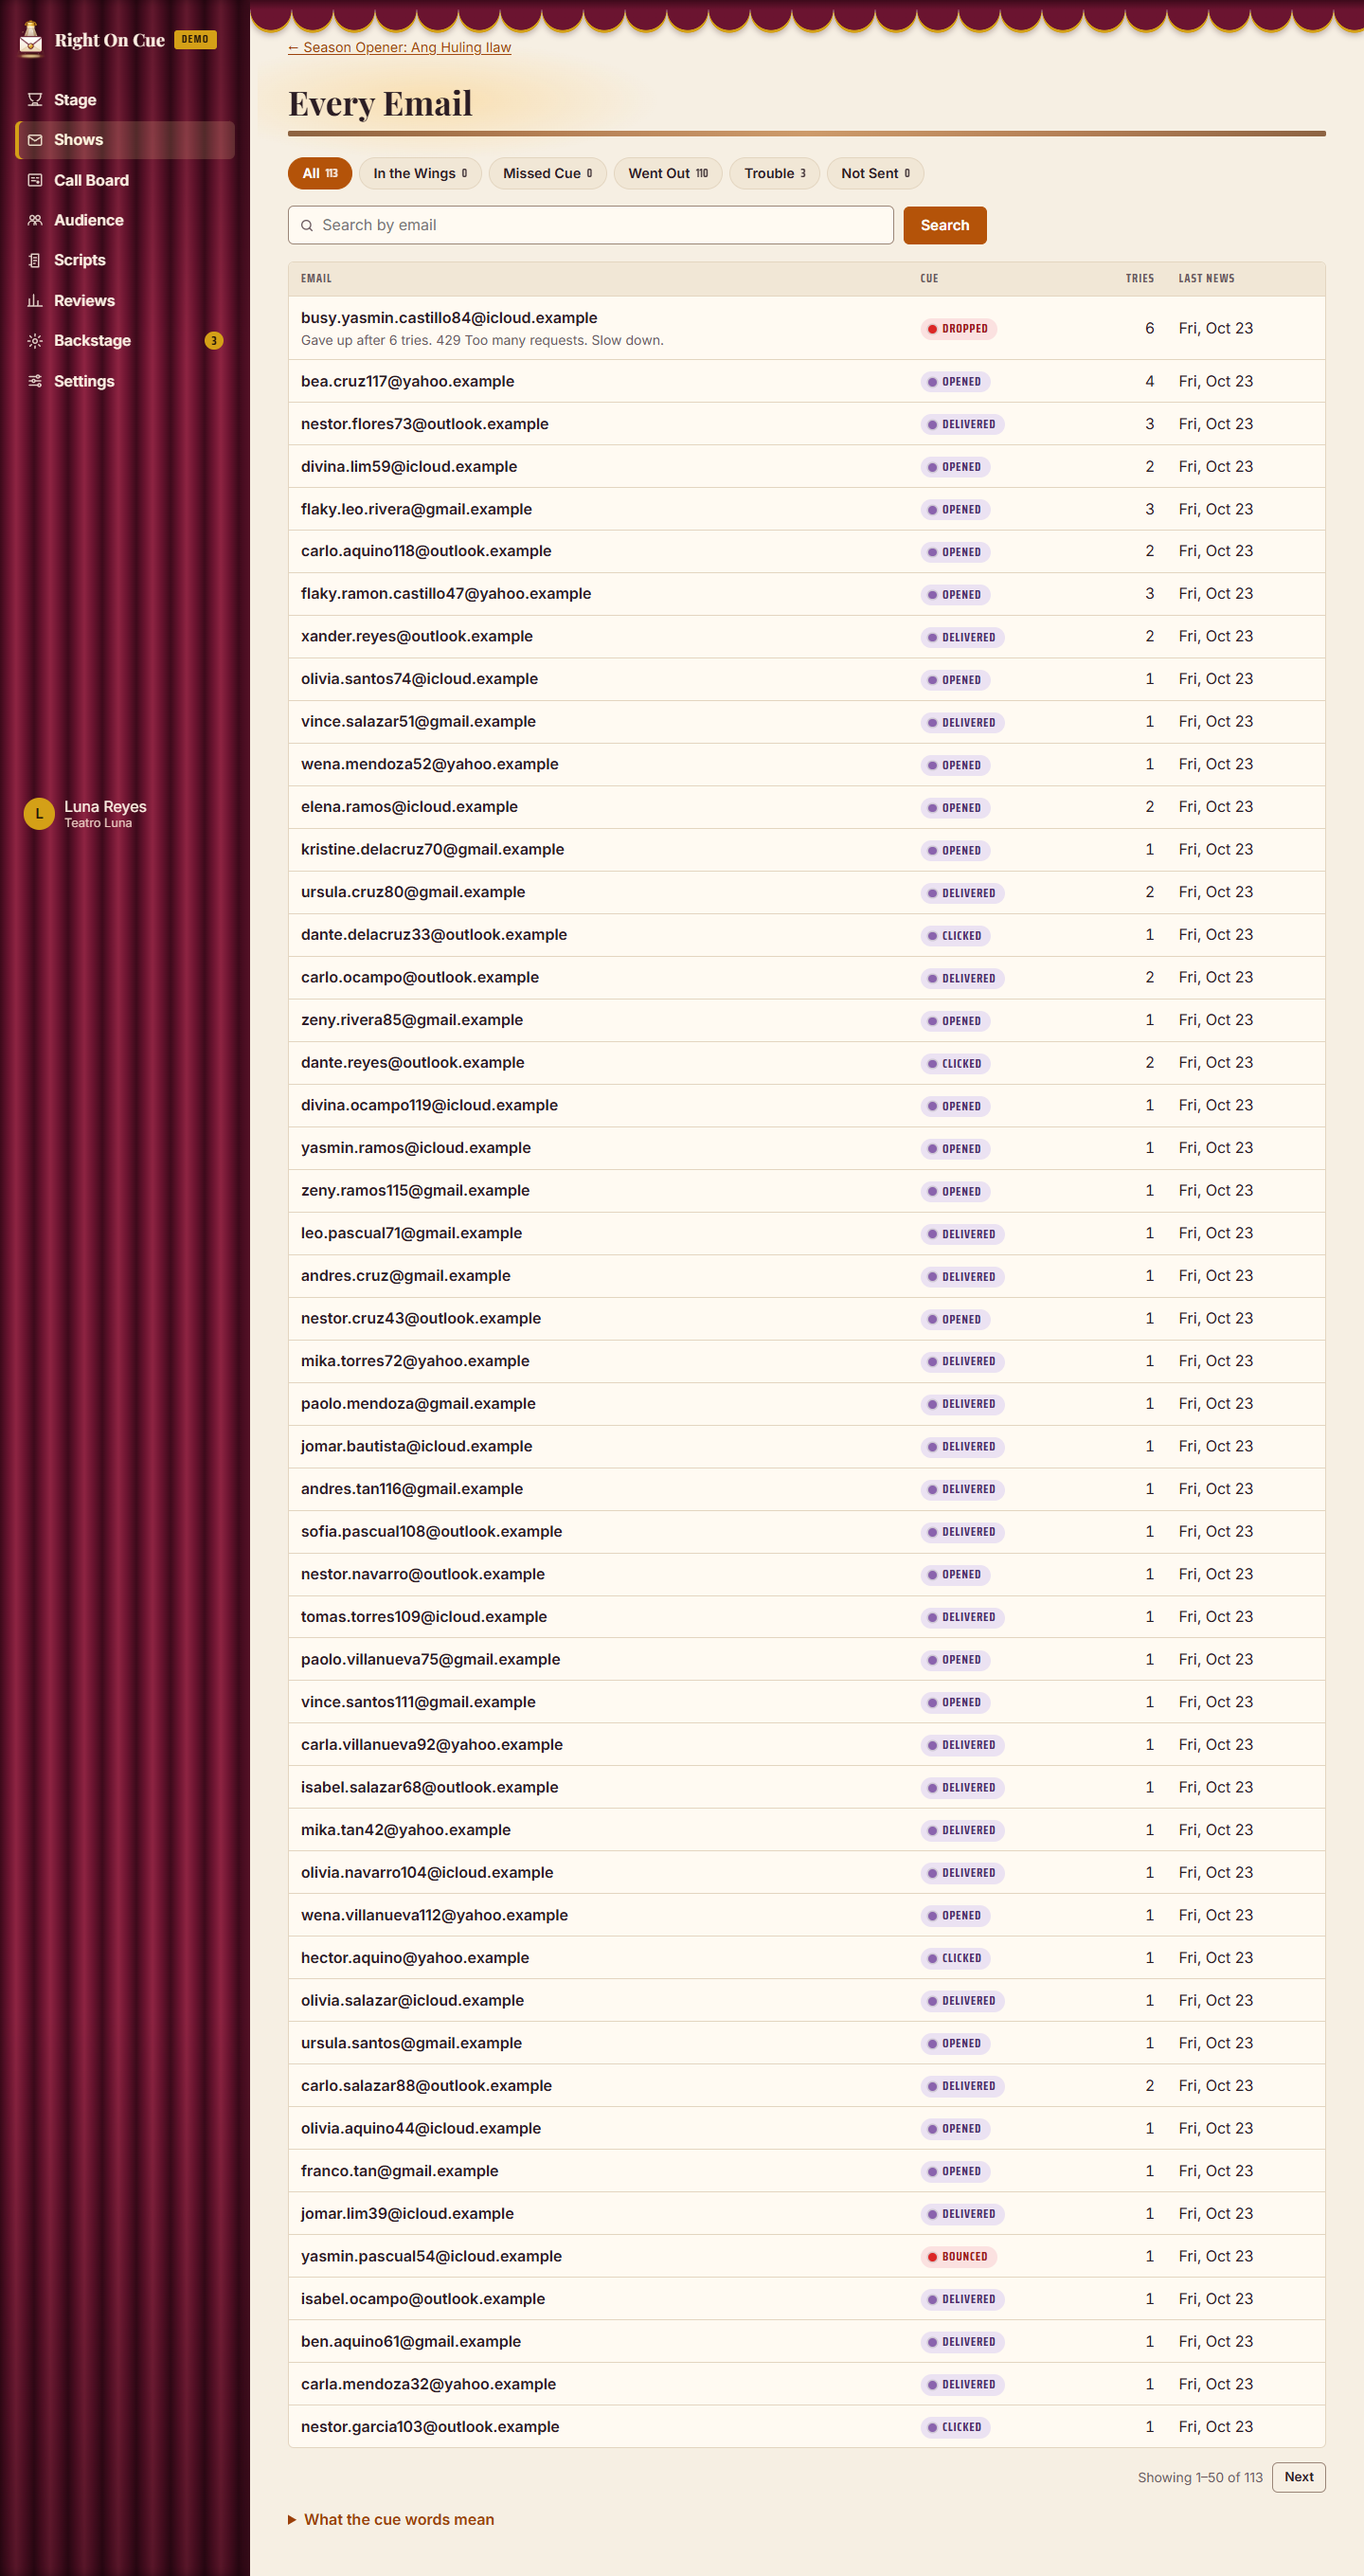 Right On Cue DEMO
Stage
Shows
Call Board
Audience
Scripts
Reviews
Backstage 3
Settings
L
Luna Reyes
Teatro Luna
← Season Opener: Ang Huling Ilaw
Every Email
All 113 In the Wings 0 Missed Cue 0 Went Out 110 Trouble 3 Not Sent 0
Search by email Search
EMAIL CUE TRIES LAST NEWS
busy.yasmin.castillo84@icloud.example DROPPED 6 Fri, Oct 23
Gave up after 6 tries. 429 Too many requests. Slow down.
bea.cruz117@yahoo.example OPENED 4 Fri, Oct 23
nestor.flores73@outlook.example DELIVERED 3 Fri, Oct 23
divina.lim59@icloud.example OPENED 2 Fri, Oct 23
flaky.leo.rivera@gmail.example OPENED 3 Fri, Oct 23
carlo.aquino118@outlook.example OPENED 2 Fri, Oct 23
flaky.ramon.castillo47@yahoo.example OPENED 3 Fri, Oct 23
xander.reyes@outlook.example DELIVERED 2 Fri, Oct 23
olivia.santos74@icloud.example OPENED 1 Fri, Oct 23
vince.salazar51@gmail.example DELIVERED 1 Fri, Oct 23
wena.mendoza52@yahoo.example OPENED 1 Fri, Oct 23
elena.ramos@icloud.example OPENED 2 Fri, Oct 23
kristine.delacruz70@gmail.example OPENED 1 Fri, Oct 23
ursula.cruz80@gmail.example DELIVERED 2 Fri, Oct 23
dante.delacruz33@outlook.example CLICKED 1 Fri, Oct 23
carlo.ocampo@outlook.example DELIVERED 2 Fri, Oct 23
zeny.rivera85@gmail.example OPENED 1 Fri, Oct 23
dante.reyes@outlook.example CLICKED 2 Fri, Oct 23
divina.ocampo119@icloud.example OPENED 1 Fri, Oct 23
yasmin.ramos@icloud.example OPENED 1 Fri, Oct 23
zeny.ramos115@gmail.example OPENED 1 Fri, Oct 23
leo.pascual71@gmail.example DELIVERED 1 Fri, Oct 23
andres.cruz@gmail.example DELIVERED 1 Fri, Oct 23
nestor.cruz43@outlook.example OPENED 1 Fri, Oct 23
mika.torres72@yahoo.example DELIVERED 1 Fri, Oct 23
paolo.mendoza@gmail.example DELIVERED 1 Fri, Oct 23
jomar.bautista@icloud.example DELIVERED 1 Fri, Oct 23
andres.tan116@gmail.example DELIVERED 1 Fri, Oct 23
sofia.pascual108@outlook.example DELIVERED 1 Fri, Oct 23
nestor.navarro@outlook.example OPENED 1 Fri, Oct 23
tomas.torres109@icloud.example DELIVERED 1 Fri, Oct 23
paolo.villanueva75@gmail.example OPENED 1 Fri, Oct 23
vince.santos111@gmail.example OPENED 1 Fri, Oct 23
carla.villanueva92@yahoo.example DELIVERED 1 Fri, Oct 23
isabel.salazar68@outlook.example DELIVERED 1 Fri, Oct 23
mika.tan42@yahoo.example DELIVERED 1 Fri, Oct 23
olivia.navarro104@icloud.example DELIVERED 1 Fri, Oct 23
wena.villanueva112@yahoo.example OPENED 1 Fri, Oct 23
hector.aquino@yahoo.example CLICKED 1 Fri, Oct 23
olivia.salazar@icloud.example DELIVERED 1 Fri, Oct 23
ursula.santos@gmail.example OPENED 1 Fri, Oct 23
carlo.salazar88@outlook.example DELIVERED 2 Fri, Oct 23
olivia.aquino44@icloud.example OPENED 1 Fri, Oct 23
franco.tan@gmail.example OPENED 1 Fri, Oct 23
jomar.lim39@icloud.example DELIVERED 1 Fri, Oct 23
yasmin.pascual54@icloud.example BOUNCED 1 Fri, Oct 23
isabel.ocampo@outlook.example DELIVERED 1 Fri, Oct 23
ben.aquino61@gmail.example DELIVERED 1 Fri, Oct 23
carla.mendoza32@yahoo.example DELIVERED 1 Fri, Oct 23
nestor.garcia103@outlook.example CLICKED 1 Fri, Oct 23
Showing 1–50 of 113 Next
▶ What the cue words mean